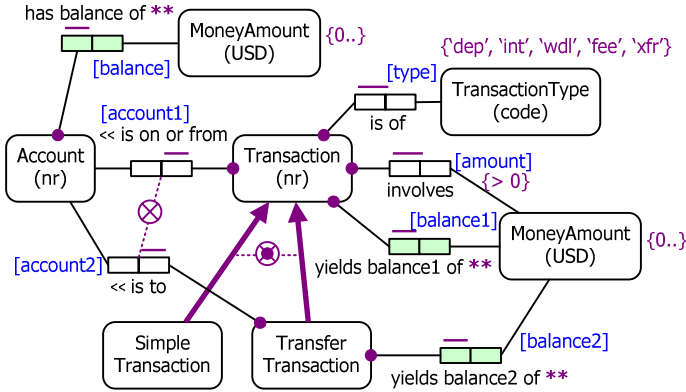 has balance of **
MoneyAmount
(USD)
{0..}
[balance]
{‘dep’, ‘int’, ‘wdl’, ‘fee’, ‘xfr’}
[type]
TransactionType
(code)
is of
[account1]
<< is on or from
Account
(nr)
Transaction
(nr)
[amount]
{> 0}
involves
[balance1]
MoneyAmount
(USD)
{0..}
yields balance1 of **
[account2]
<< is to
Simple
Transaction
Transfer
Transaction
[balance2]
yields balance2 of **